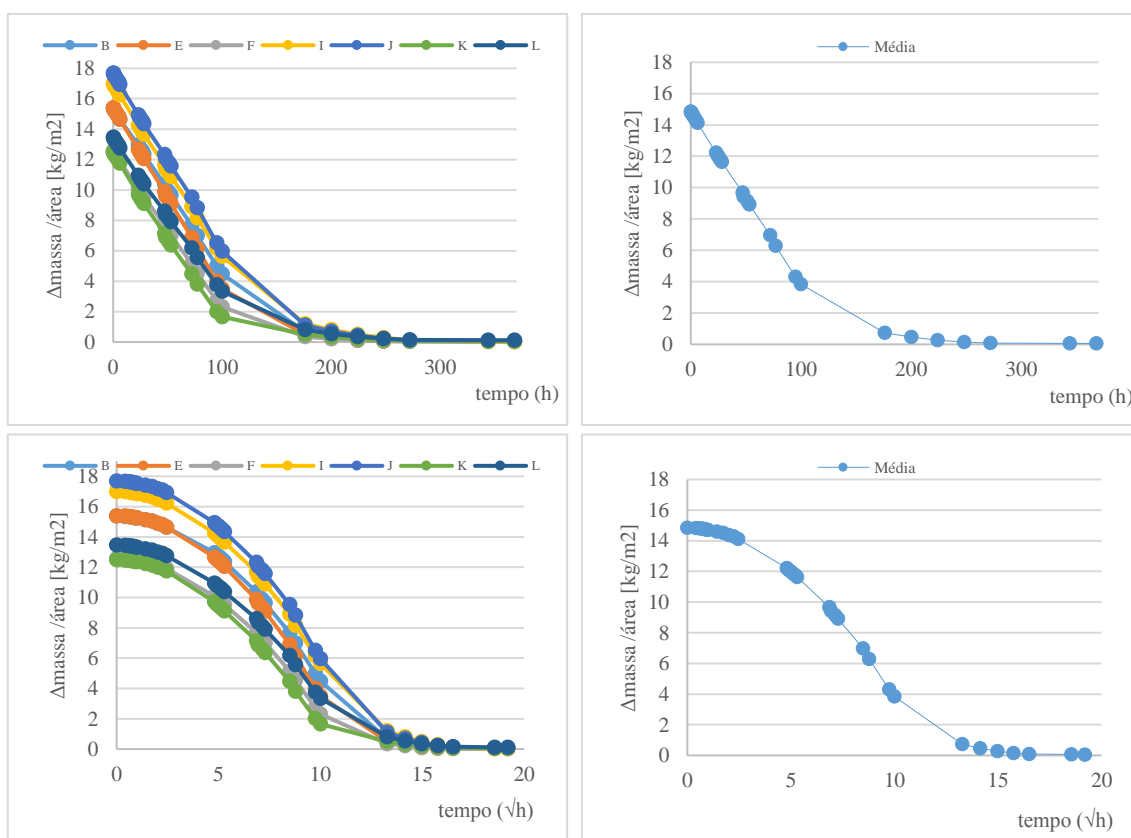 B E F I J K L
18
16
14
12
10
8
6
4
2
0
Δmassa /área [kg/m2]
0 100 200 300
tempo (h)
Média
18
16
14
12
10
8
6
4
2
0
Δmassa /área [kg/m2]
0 100 200 300
tempo (h)
B E F I J K L
18
16
14
12
10
8
6
4
2
0
Δmassa /área [kg/m2]
0 5 10 15 20
tempo (√h)
Média
18
16
14
12
10
8
6
4
2
0
Δmassa /área [kg/m2]
0 5 10 15 20
tempo (√h)